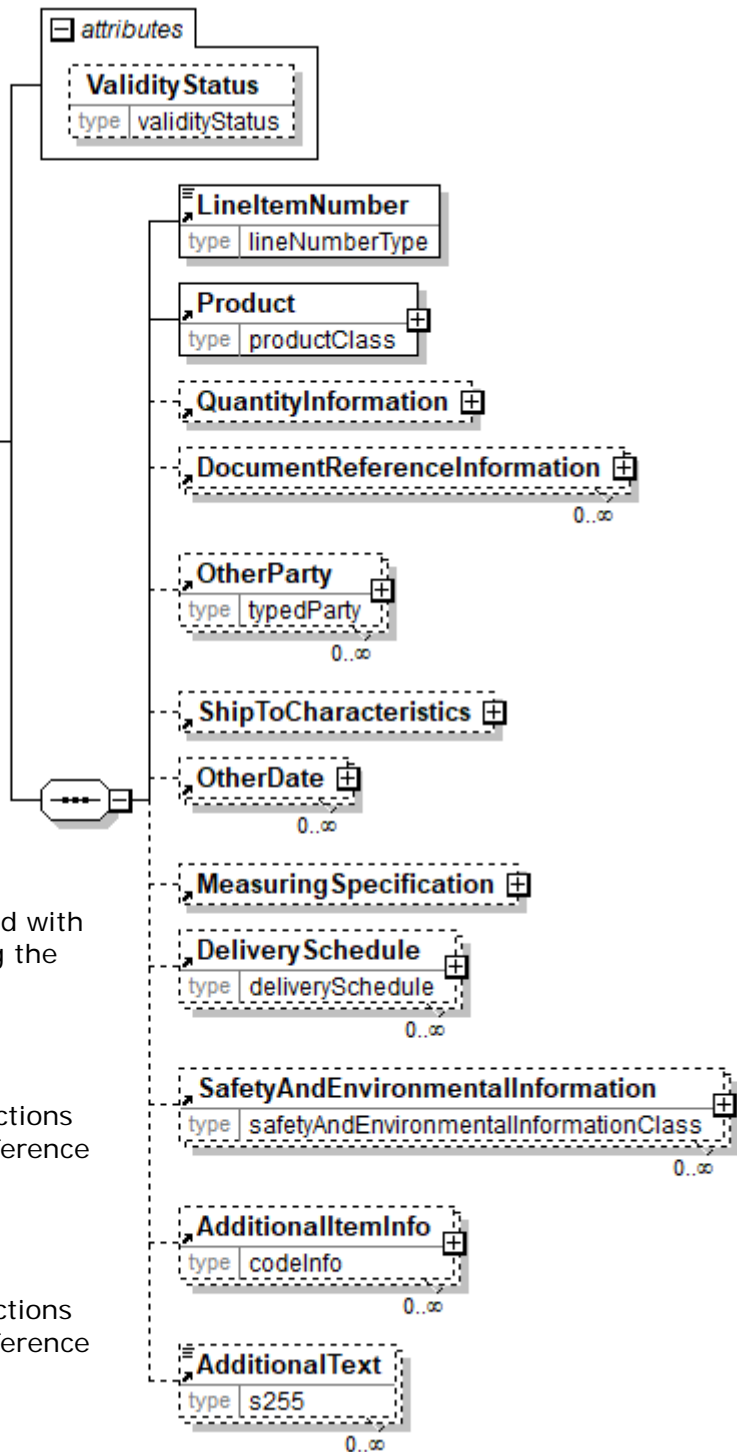 attributes
ValidityStatus
type validityStatus
LineItemNumber
type lineNumberType
Product
type productClass
QuantityInformation
DocumentReferenceInformation
0..∞
OtherParty
type typedParty
0..∞
ShipToCharacteristics
OtherDate
0..∞
MeasuringSpecification
d with
g the
DeliverySchedule
type deliverySchedule
0..∞
SafetyAndEnvironmentalInformation
type safetyAndEnvironmentalInformationClass
0..∞
ctions
ference
AdditionalItemInfo
type codeInfo
0..∞
ctions
ference
AdditionalText
type s255
0..∞